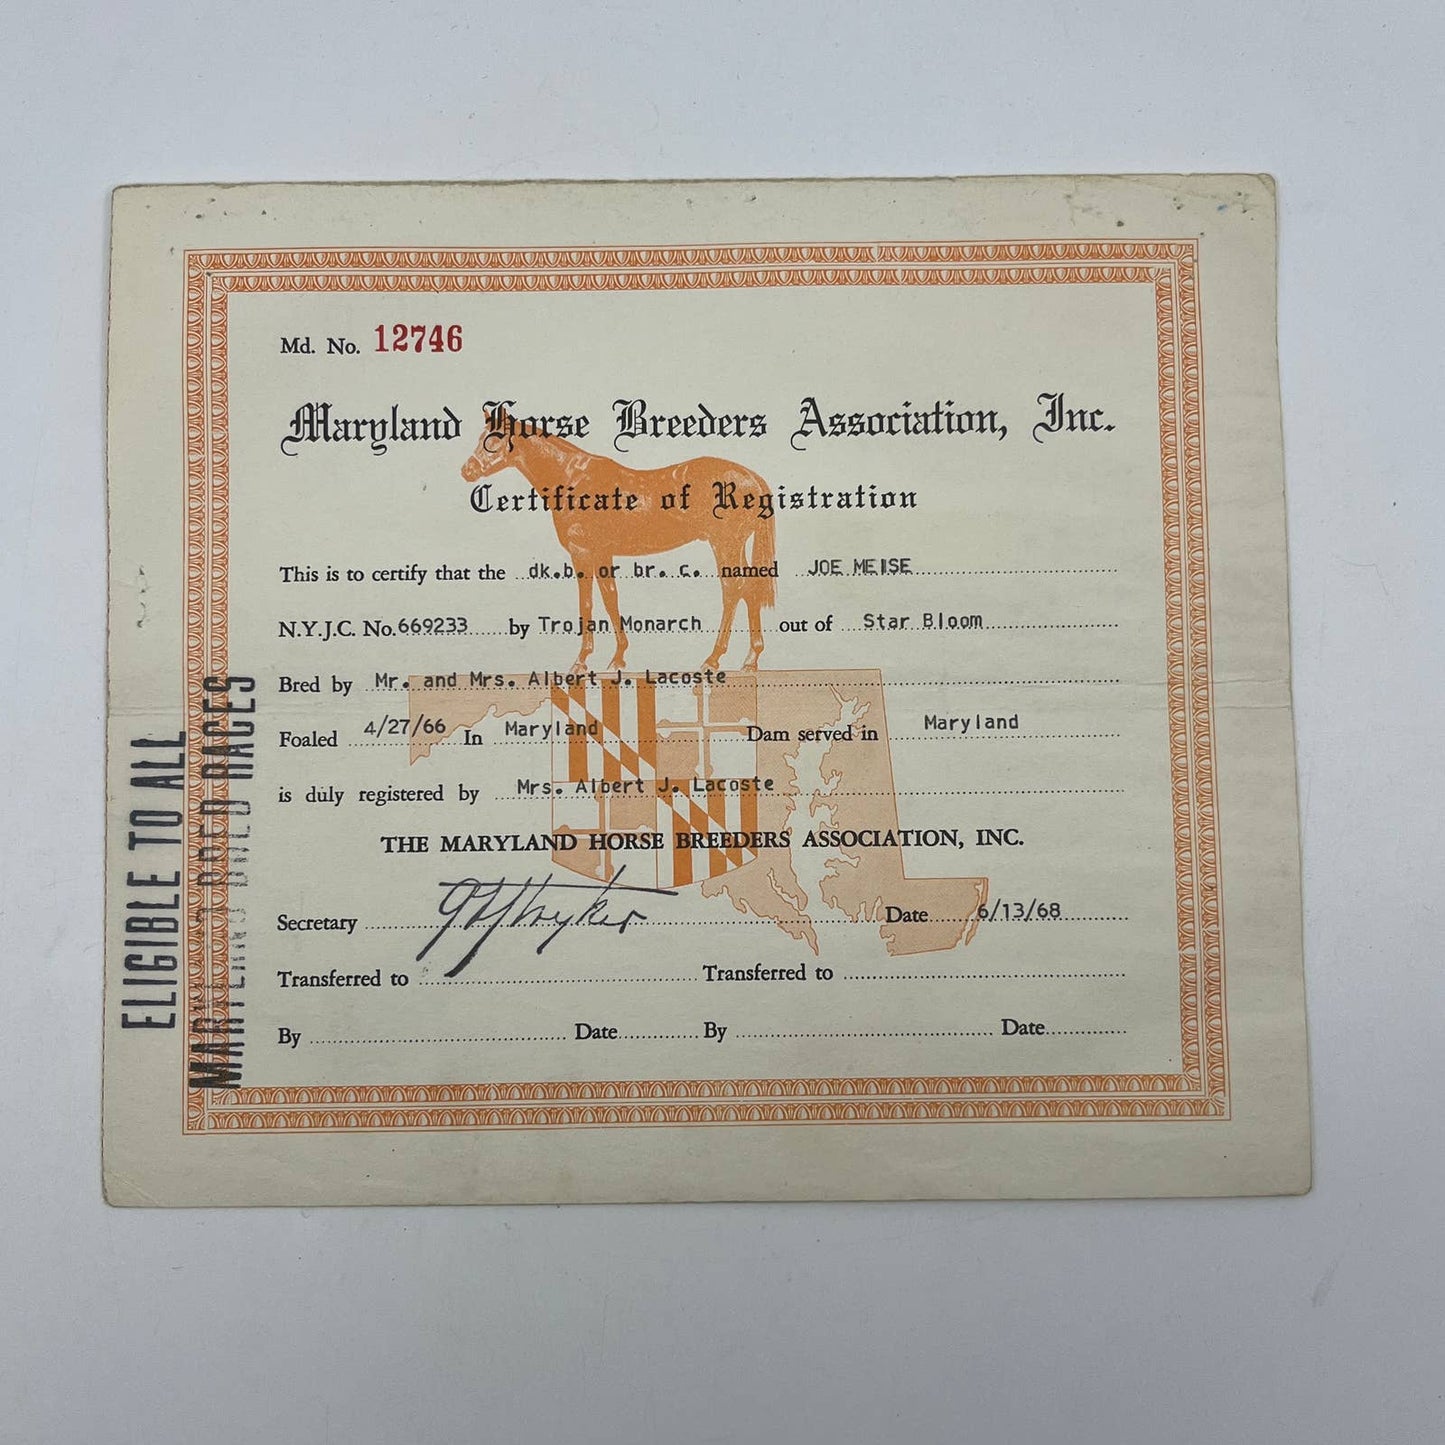 Md. No. 12746
Maryland Horse Breeders Association, Inc.
Certificate of Registration
This is to certify that the dk.b. or br. c. named JOE MEISE
N.Y.J.C. No. 669233 by Trojan Monarch out of Star Bloom
Bred by Mr. and Mrs. Albert J. Lacoste
Foaled 4/27/66 In Maryland Dam served in Maryland
is duly registered by Mrs. Albert J. Lacoste
THE MARYLAND HORSE BREEDERS ASSOCIATION, INC.
Secretary Date 6/13/68
Transferred to Transferred to
By Date By Date
ELIGIBLE TO ALL
MARYLAND BRED RACES